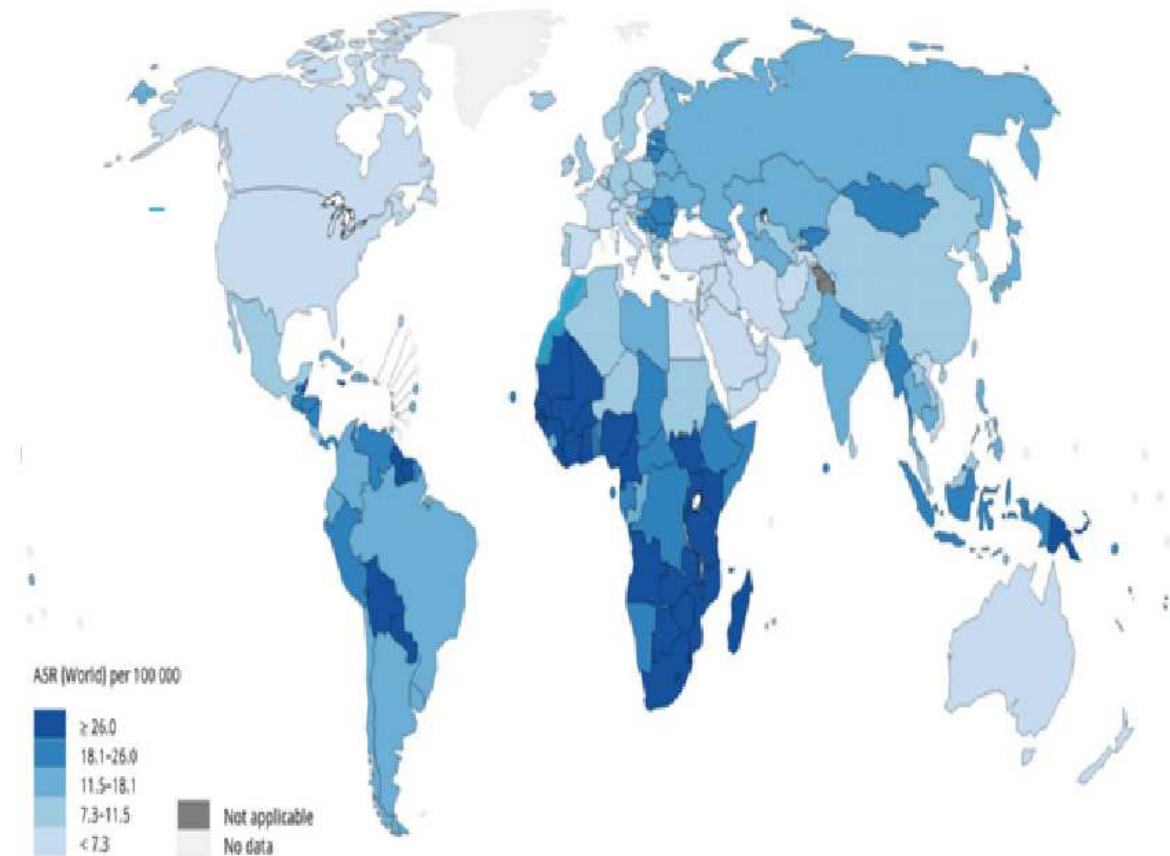 ASR (World) per 100 000
≥ 26.0
18.1-26.0
11.5-18.1
7.3-11.5
< 7.3
Not applicable
No data